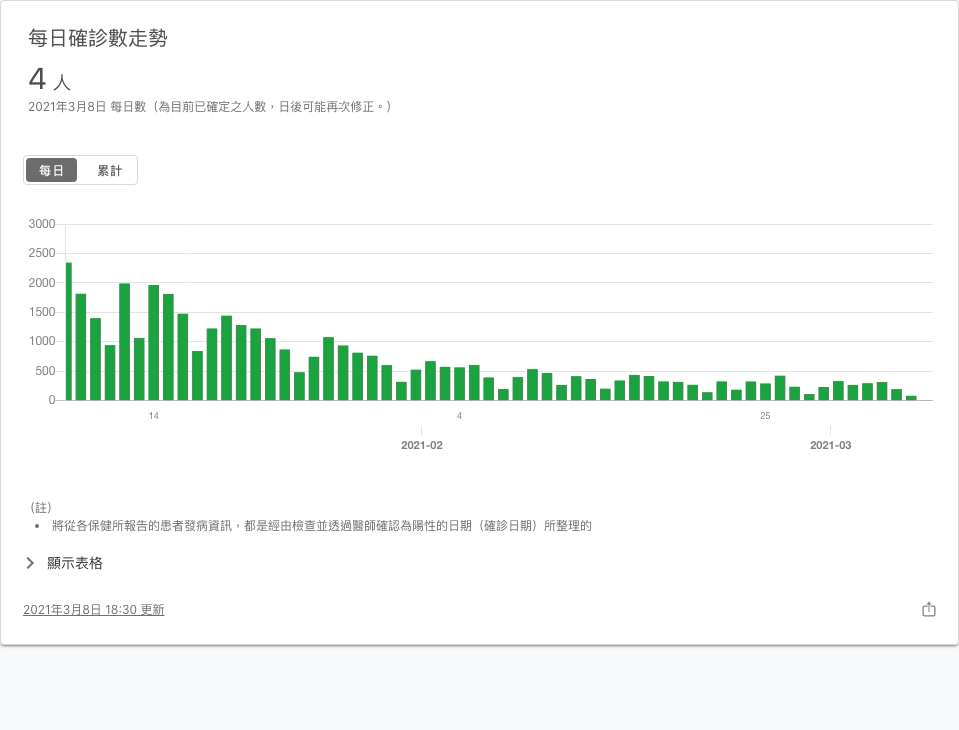 每日確診數走勢
4 人
2021年3月8日 每日數（為目前已確定之人數，日後可能再次修正。）
每日 累計
3000
2500
2000
1500
1000
500
0
14 4 25
2021-02 2021-03
（註）
• 將從各保健所報告的患者發病資訊，都是經由檢查並透過醫師確認為陽性的日期（確診日期）所整理的
顯示表格
2021年3月8日 18:30 更新